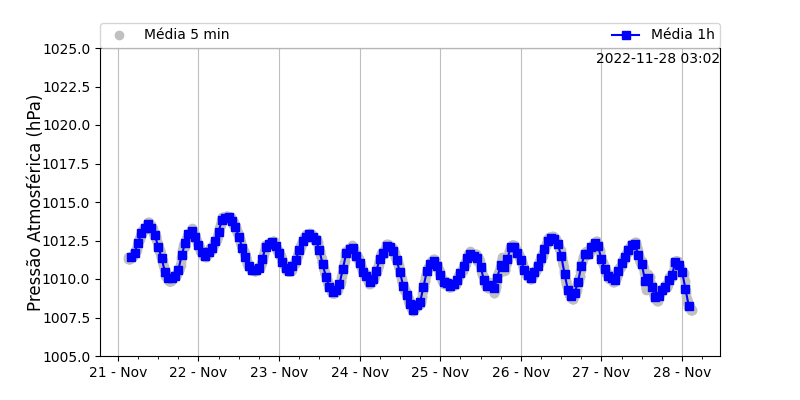 Média 5 min
Média 1h
2022-11-28 03:02
Pressão Atmosférica (hPa)
1025.0
1022.5
1020.0
1017.5
1015.0
1012.5
1010.0
1007.5
1005.0
21 - Nov
22 - Nov
23 - Nov
24 - Nov
25 - Nov
26 - Nov
27 - Nov
28 - Nov